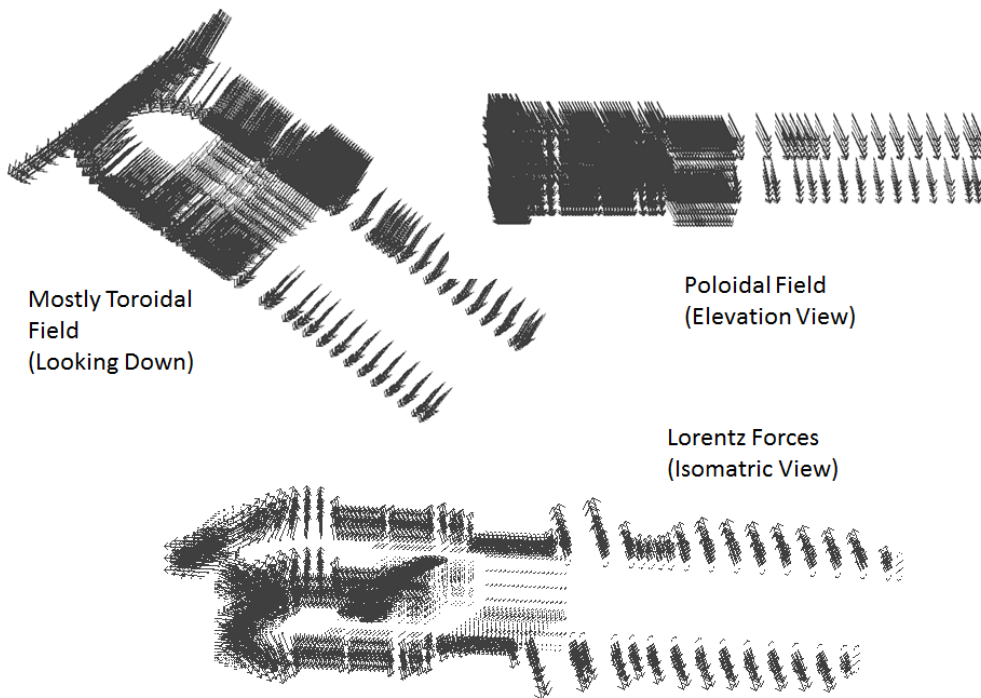 Mostly Toroidal
Field
(Looking Down)
Poloidal Field
(Elevation View)
Lorentz Forces
(Isomatric View)